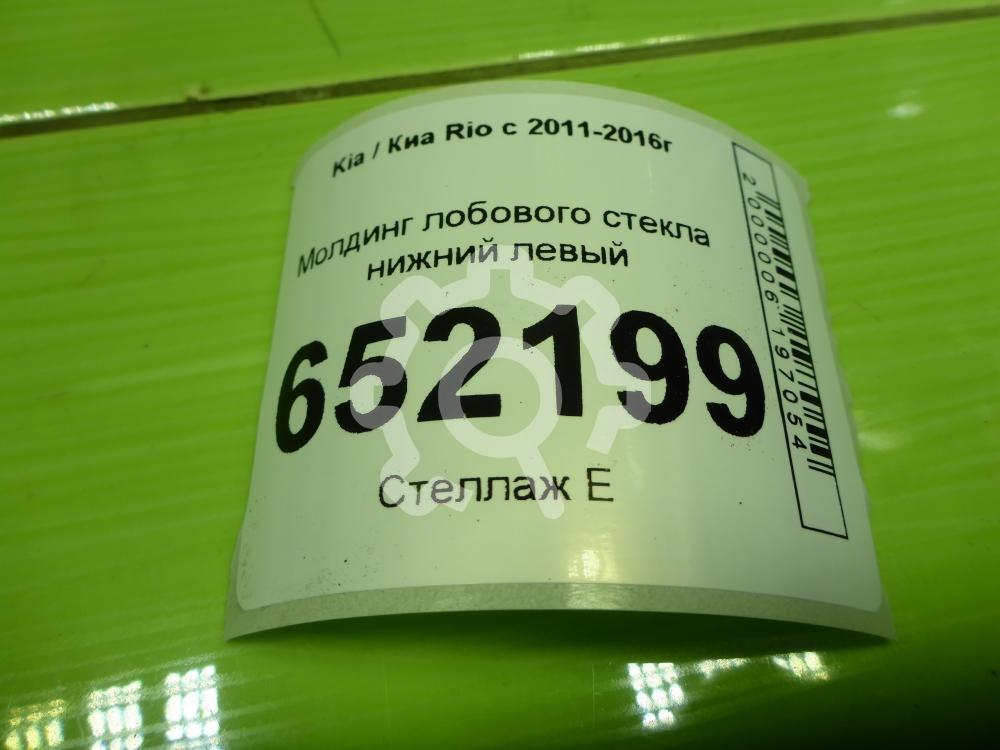 Kia / Киа Rio с 2011-2016г
Молдинг лобового стекла
нижний левый
652199
Стеллаж Е
2000006197054